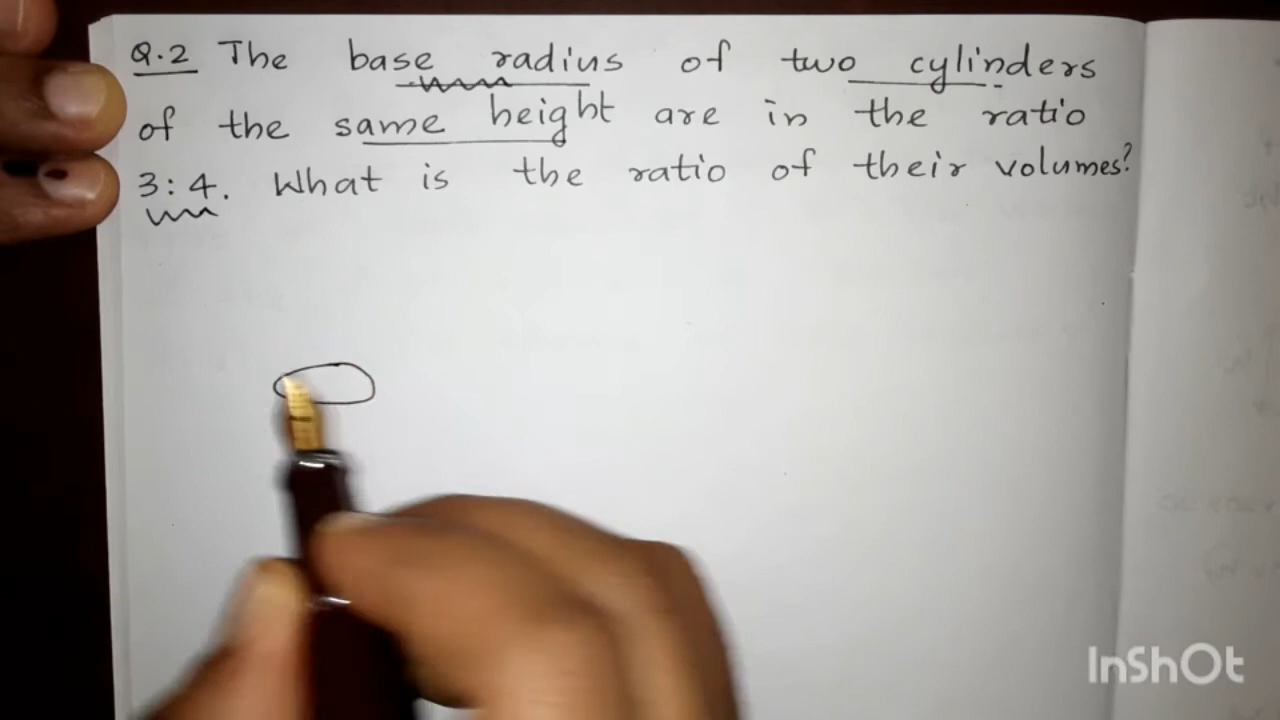 Q.2 The base radius of two cylinders
of the same height are in the ratio
3:4. What is the ratio of their volumes?
InShOt